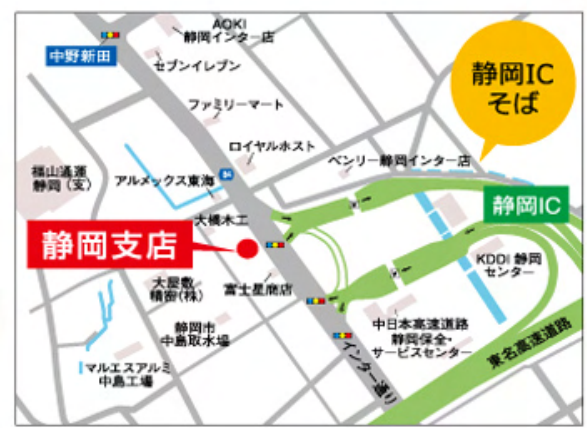 AOKI
静岡インター店
中野新田
セブンイレブン
静岡IC
そば
ファミリーマート
ロイヤルホスト
ベンリー静岡インター店
福山通運
静岡(支)
アルメックス東海
84
静岡IC
大橋木工
静岡支店
KDDI 静岡
センター
大屋敷
精密(株)
富士星商店
静岡市
中島取水場
中日本高速道路
静岡保全・
サービスセンター
東名高速道路
マルエスアルミ
中島工場
インター通り